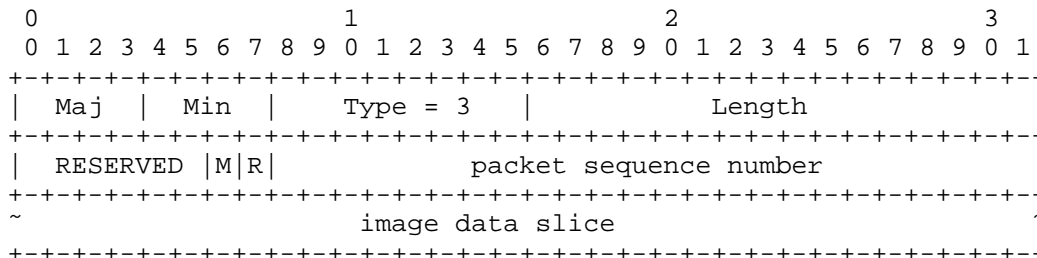 0                   1                   2                   3
 0 1 2 3 4 5 6 7 8 9 0 1 2 3 4 5 6 7 8 9 0 1 2 3 4 5 6 7 8 9 0 1
+-+-+-+-+-+-+-+-+-+-+-+-+-+-+-+-+-+-+-+-+-+-+-+-+-+-+-+-+-+-+-+--
|  Maj  |  Min  |    Type = 3   |           Length
+-+-+-+-+-+-+-+-+-+-+-+-+-+-+-+-+-+-+-+-+-+-+-+-+-+-+-+-+-+-+-+--
|  RESERVED |M|R|            packet sequence number
+-+-+-+-+-+-+-+-+-+-+-+-+-+-+-+-+-+-+-+-+-+-+-+-+-+-+-+-+-+-+-+--
~                     image data slice                          ~
+-+-+-+-+-+-+-+-+-+-+-+-+-+-+-+-+-+-+-+-+-+-+-+-+-+-+-+-+-+-+-+--